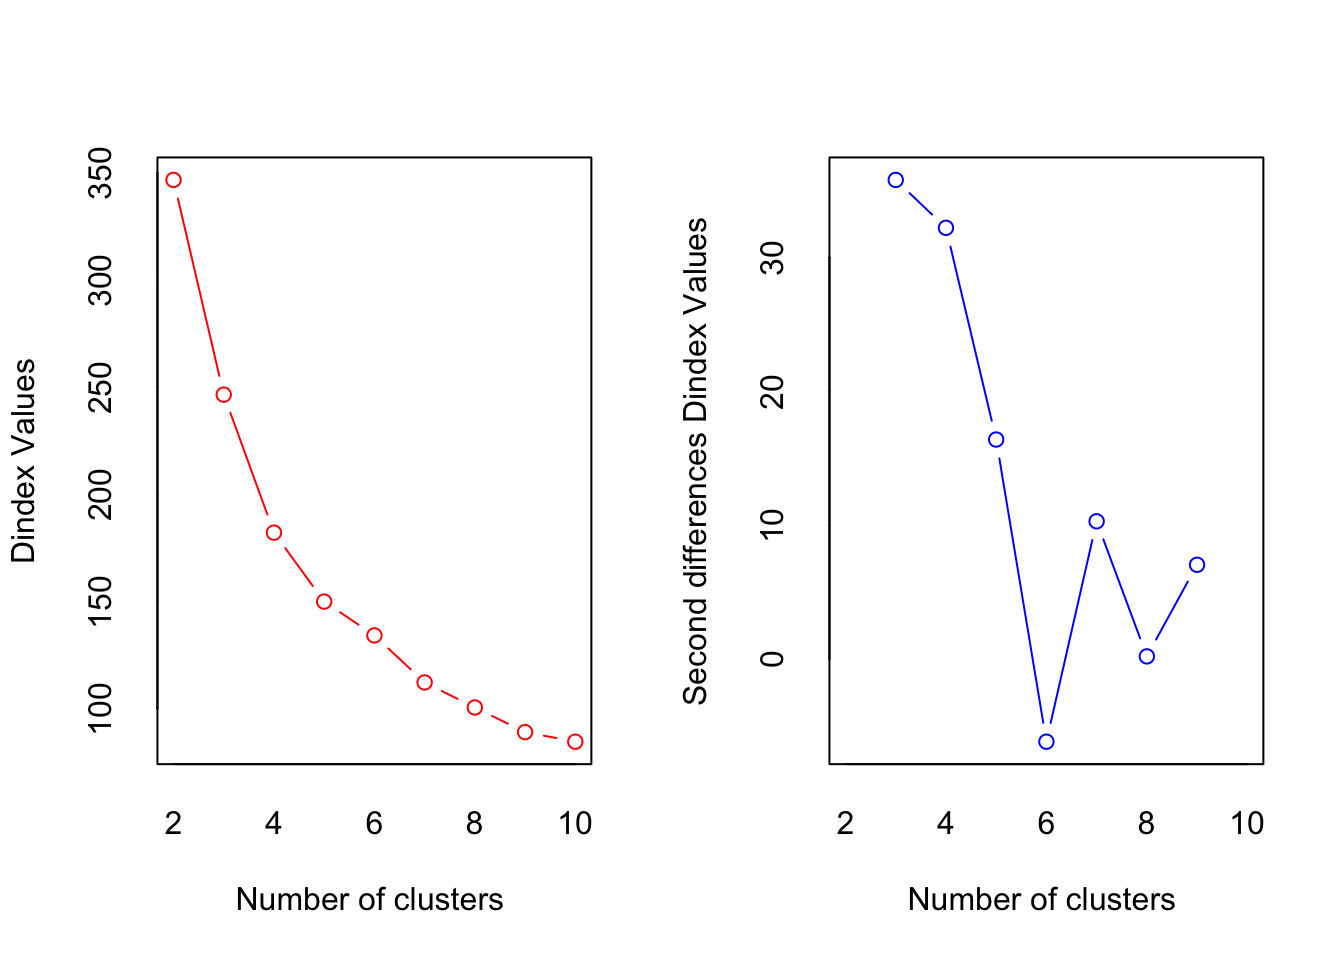 Dindex Values
350
300
250
200
150
100
2 4 6 8 10
Number of clusters
Second differences Dindex Values
30
20
10
0
2 4 6 8 10
Number of clusters